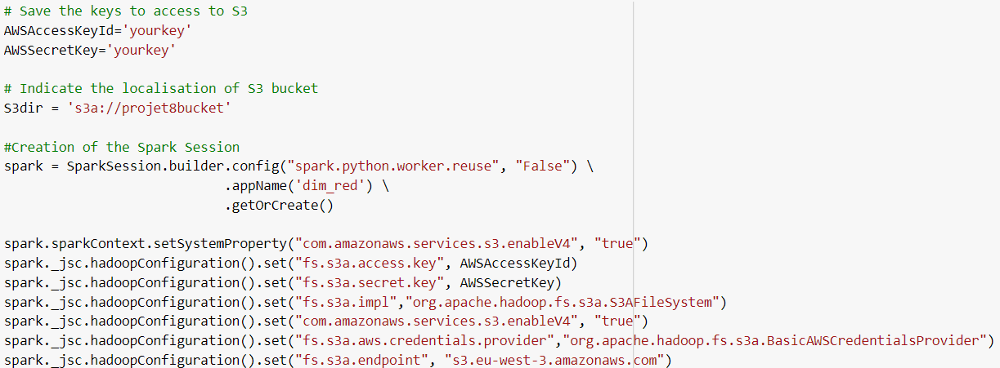 # Save the keys to access to S3
AWSAccessKeyId='yourkey'
AWSSecretKey='yourkey'
# Indicate the localisation of S3 bucket
S3dir = 's3a://projet8bucket'
#Creation of the Spark Session
spark = SparkSession.builder.config("spark.python.worker.reuse", "False") \
.appName('dim_red') \
.getOrCreate()
spark.sparkContext.setSystemProperty("com.amazonaws.services.s3.enableV4", "true")
spark._jsc.hadoopConfiguration().set("fs.s3a.access.key", AWSAccessKeyId)
spark._jsc.hadoopConfiguration().set("fs.s3a.secret.key", AWSSecretKey)
spark._jsc.hadoopConfiguration().set("fs.s3a.impl","org.apache.hadoop.fs.s3a.S3AFileSystem")
spark._jsc.hadoopConfiguration().set("com.amazonaws.services.s3.enableV4", "true")
spark._jsc.hadoopConfiguration().set("fs.s3a.aws.credentials.provider","org.apache.hadoop.fs.s3a.BasicAWSCredentialsProvider")
spark._jsc.hadoopConfiguration().set("fs.s3a.endpoint", "s3.eu-west-3.amazonaws.com")